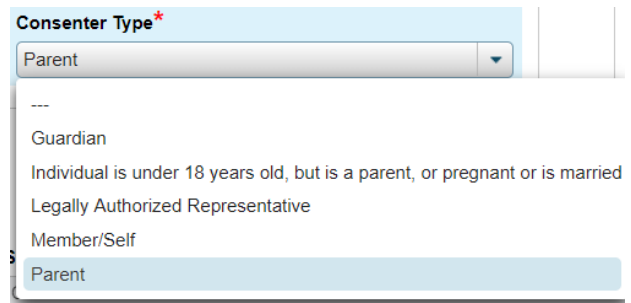 Consenter Type*
Parent
---
Guardian
Individual is under 18 years old, but is a parent, or pregnant or is married
Legally Authorized Representative
Member/Self
Parent